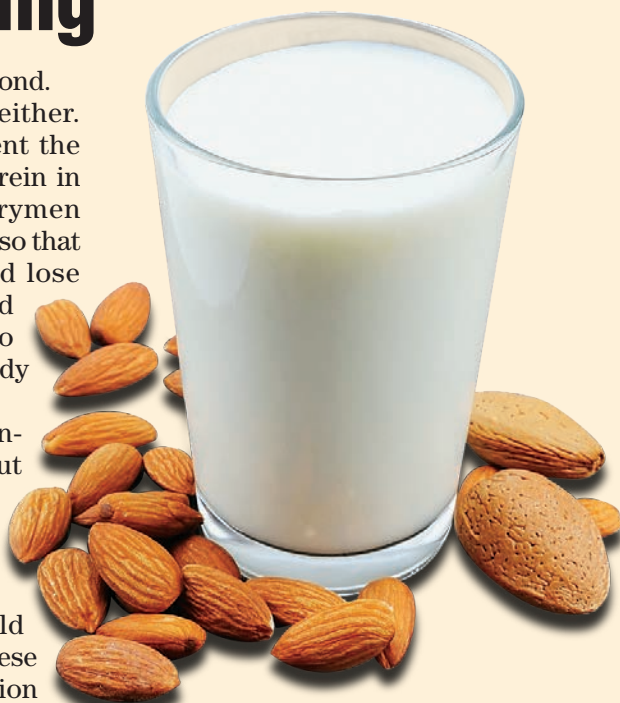 ond.
either.
ent the
rein in
rymen
so that
d lose
d
o
dy
n-
ut
ld
ese
ion